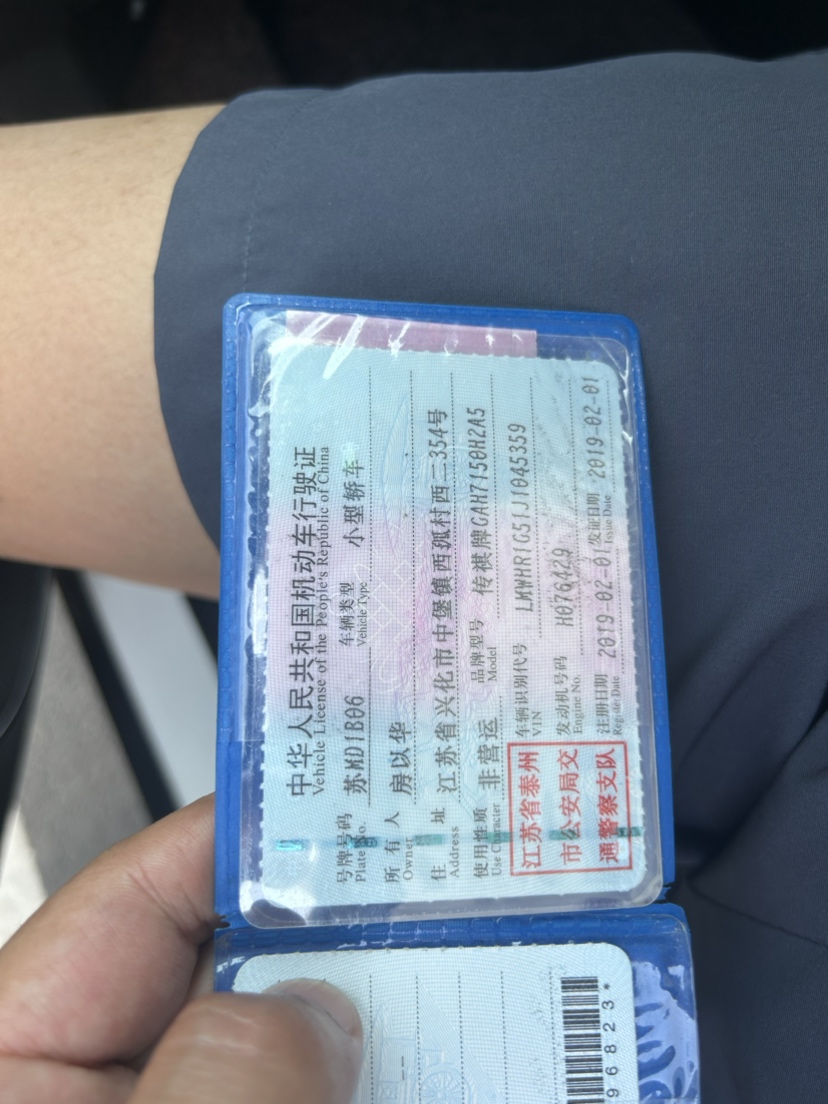 中华人民共和国机动车行驶证
Vehicle License of the People's Republic of China
号牌号码 苏MD1B06 车辆类型 小型轿车
Plate No. Vehicle Type
所有人 房以华
Owner
住址 江苏省兴化市中堡镇西孤村西三354号
Address
使用性质 非营运 品牌型号 传祺牌GAH7150H2A5
Use Character Model
江苏省泰州
市公安局交
通警察支队
车辆识别代号 LMWHR1G51J1045359
VIN
发动机号码 H076429
Engine No.
注册日期 2019-02-01 发证日期 2019-02-01
Register Date Issue Date
96823*